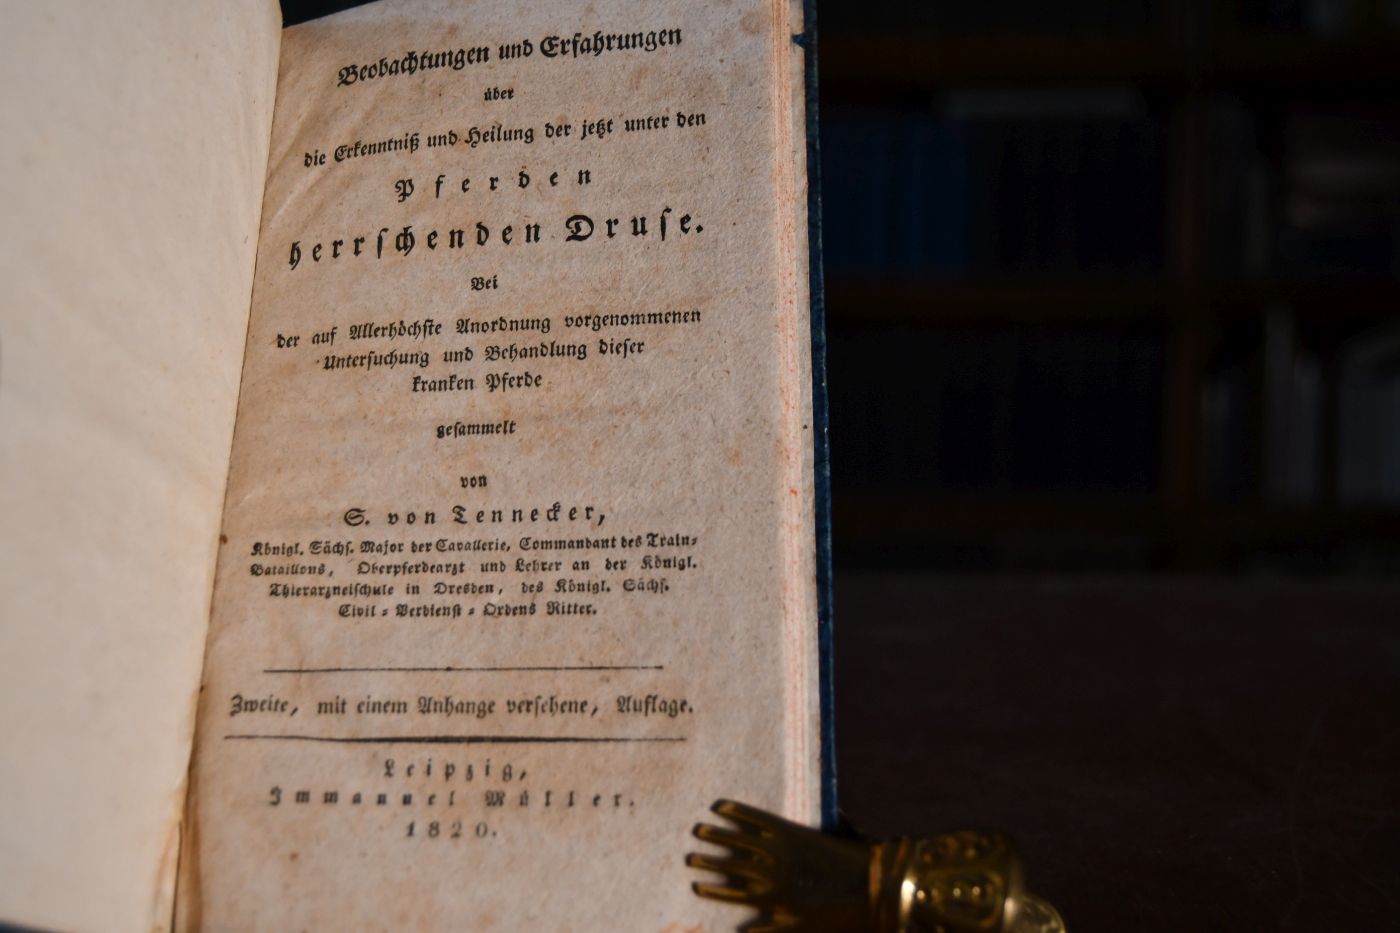 Beobachtungen und Erfahrungen
über
die Erkenntniß und Heilung der jetzt unter den
Pferden
herrschenden Druse.
Bei
der auf Allerhöchste Anordnung vorgenommenen
Untersuchung und Behandlung dieser
kranken Pferde
gesammelt
von
S. von Tennecker,
Königl. Sächs. Major der Cavallerie, Commandant des Train-
Bataillons, Oberpferdearzt und Lehrer an der Königl.
Thierarzneischule in Dresden, des Königl. Sächs.
Civil-Verdienst-Ordens Ritter.
Zweite, mit einem Anhange versehene, Auflage.
Leipzig,
Immanuel Müller.
1820.